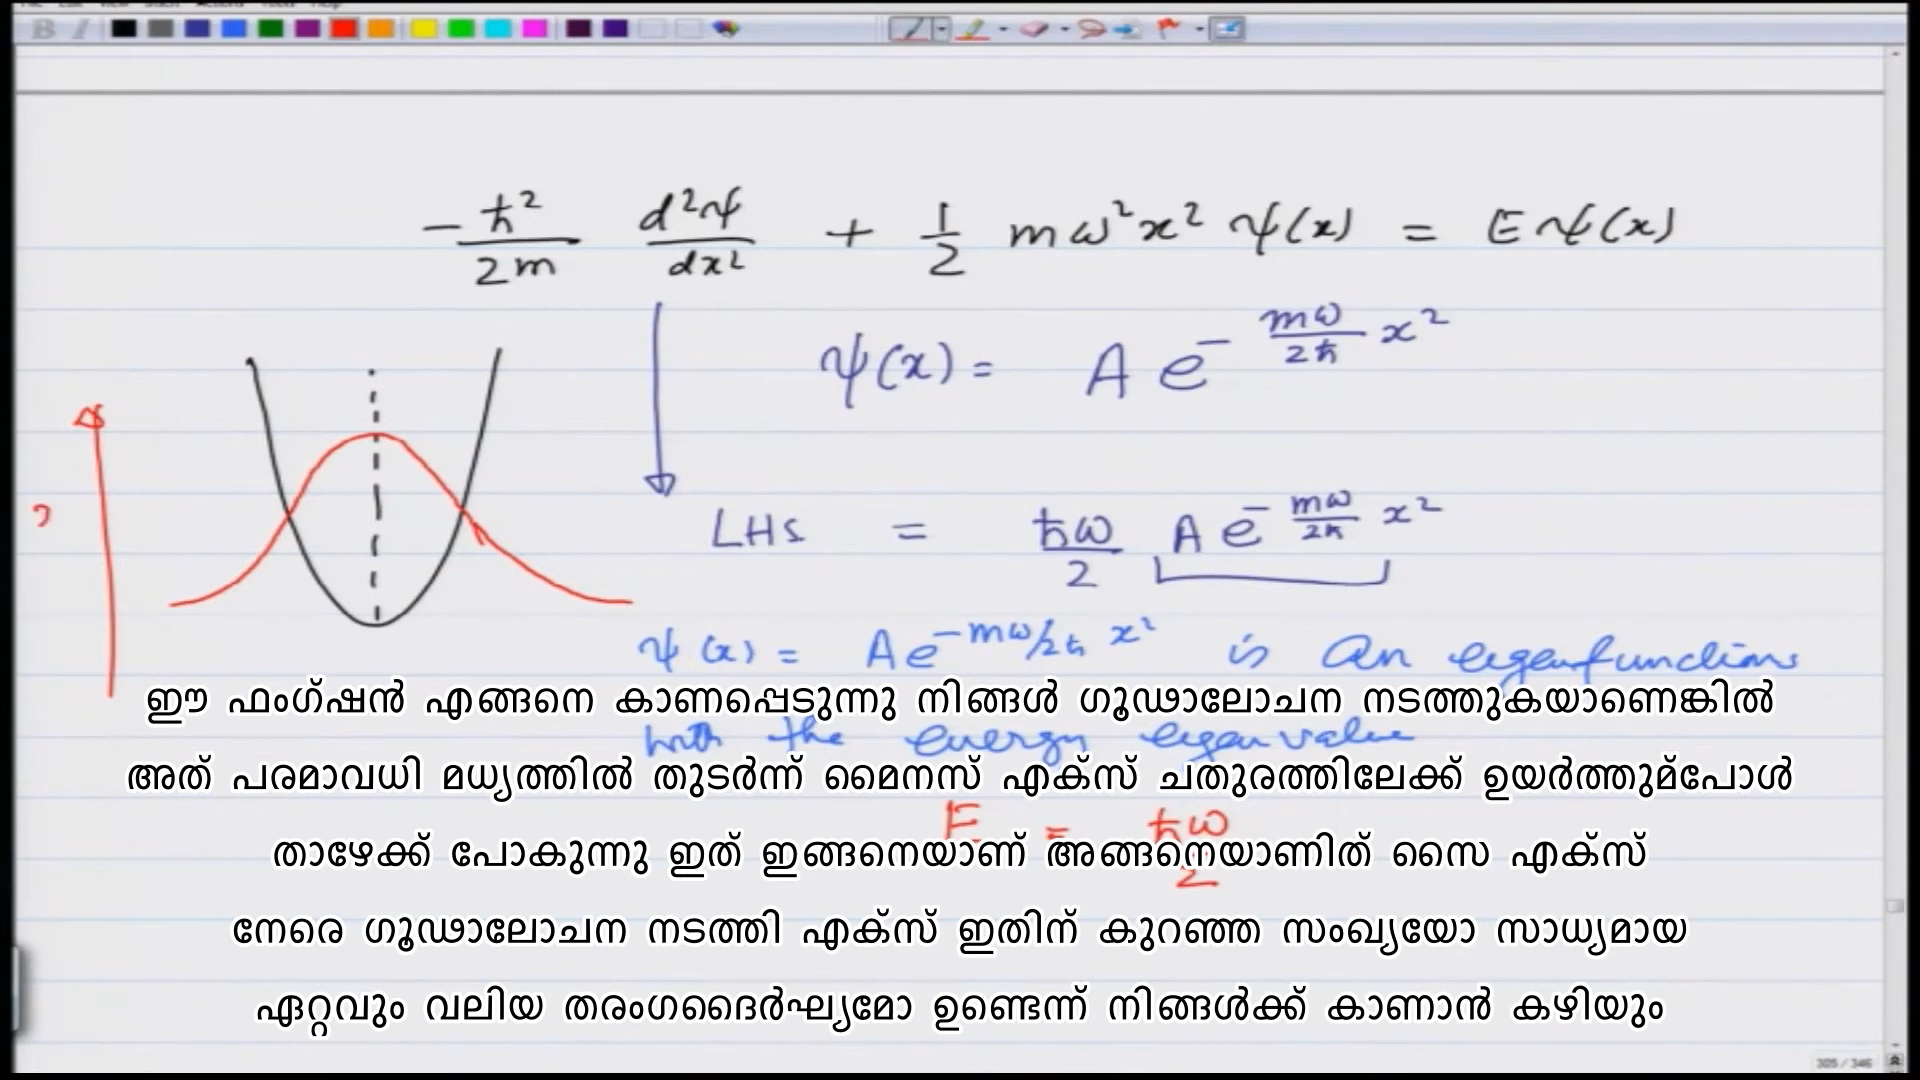 -ħ²/2m d²ψ/dx² + 1/2 mω²x² ψ(x) = Eψ(x)
ψ(x) = A e^(-mω/2ħ x²)
LHS = ħω/2 A e^(-mω/2ħ x²)
ψ(x) = A e^(-mω/2ħ x²) is an eigenfunctions
ഈ ഫംഗ്ഷൻ എങ്ങനെ കാണപ്പെടുന്നു നിങ്ങൾ ഗൂഢാലോചന നടത്തുകയാണെങ്കിൽ
with the energy eigenvalue
അത് പരമാവധി മധ്യത്തിൽ തുടർന്ന് മൈനസ് എക്സ് ചതുരത്തിലേക്ക് ഉയർത്തുമ്പോൾ
E = ħω/2
താഴേക്ക് പോകുന്നു ഇത് ഇങ്ങനെയാണ് അങ്ങനെയാണിത് സൈ എക്സ്
നേരെ ഗൂഢാലോചന നടത്തി എക്സ് ഇതിന് കുറഞ്ഞ സംഖ്യയോ സാധ്യമായ
ഏറ്റവും വലിയ തരംഗദൈർഘ്യമോ ഉണ്ടെന്ന് നിങ്ങൾക്ക് കാണാൻ കഴിയും
305 / 346